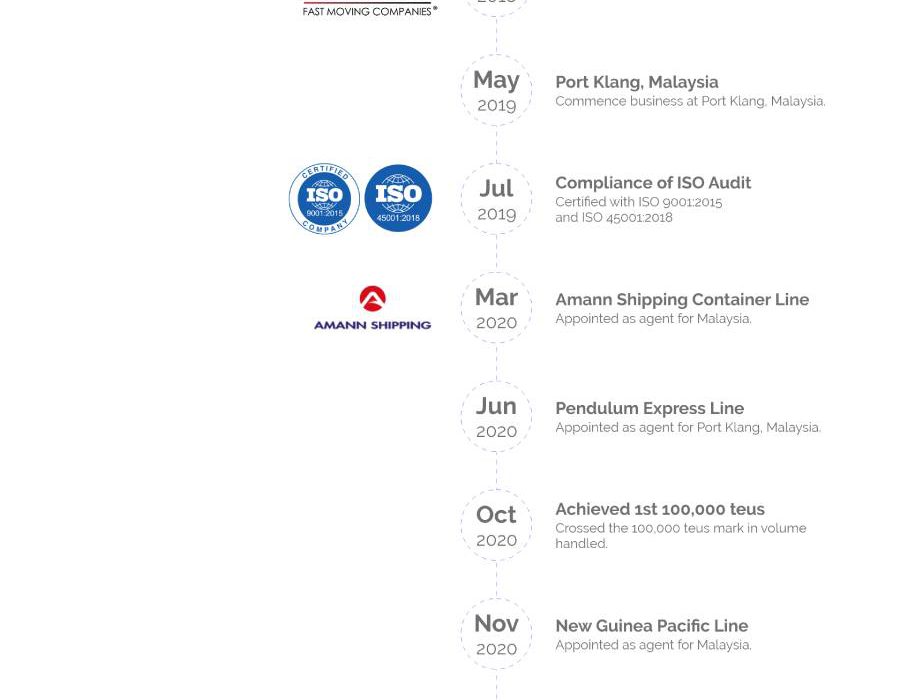 FAST MOVING COMPANIES®
May
2019
Port Klang, Malaysia
Commence business at Port Klang, Malaysia.
CERTIFIED
ISO
9001:2015
COMPANY
ISO
45001:2018
Jul
2019
Compliance of ISO Audit
Certified with ISO 9001:2015
and ISO 45001:2018
AMANN SHIPPING
Mar
2020
Amann Shipping Container Line
Appointed as agent for Malaysia.
Jun
2020
Pendulum Express Line
Appointed as agent for Port Klang, Malaysia.
Oct
2020
Achieved 1st 100,000 teus
Crossed the 100,000 teus mark in volume
handled.
Nov
2020
New Guinea Pacific Line
Appointed as agent for Malaysia.